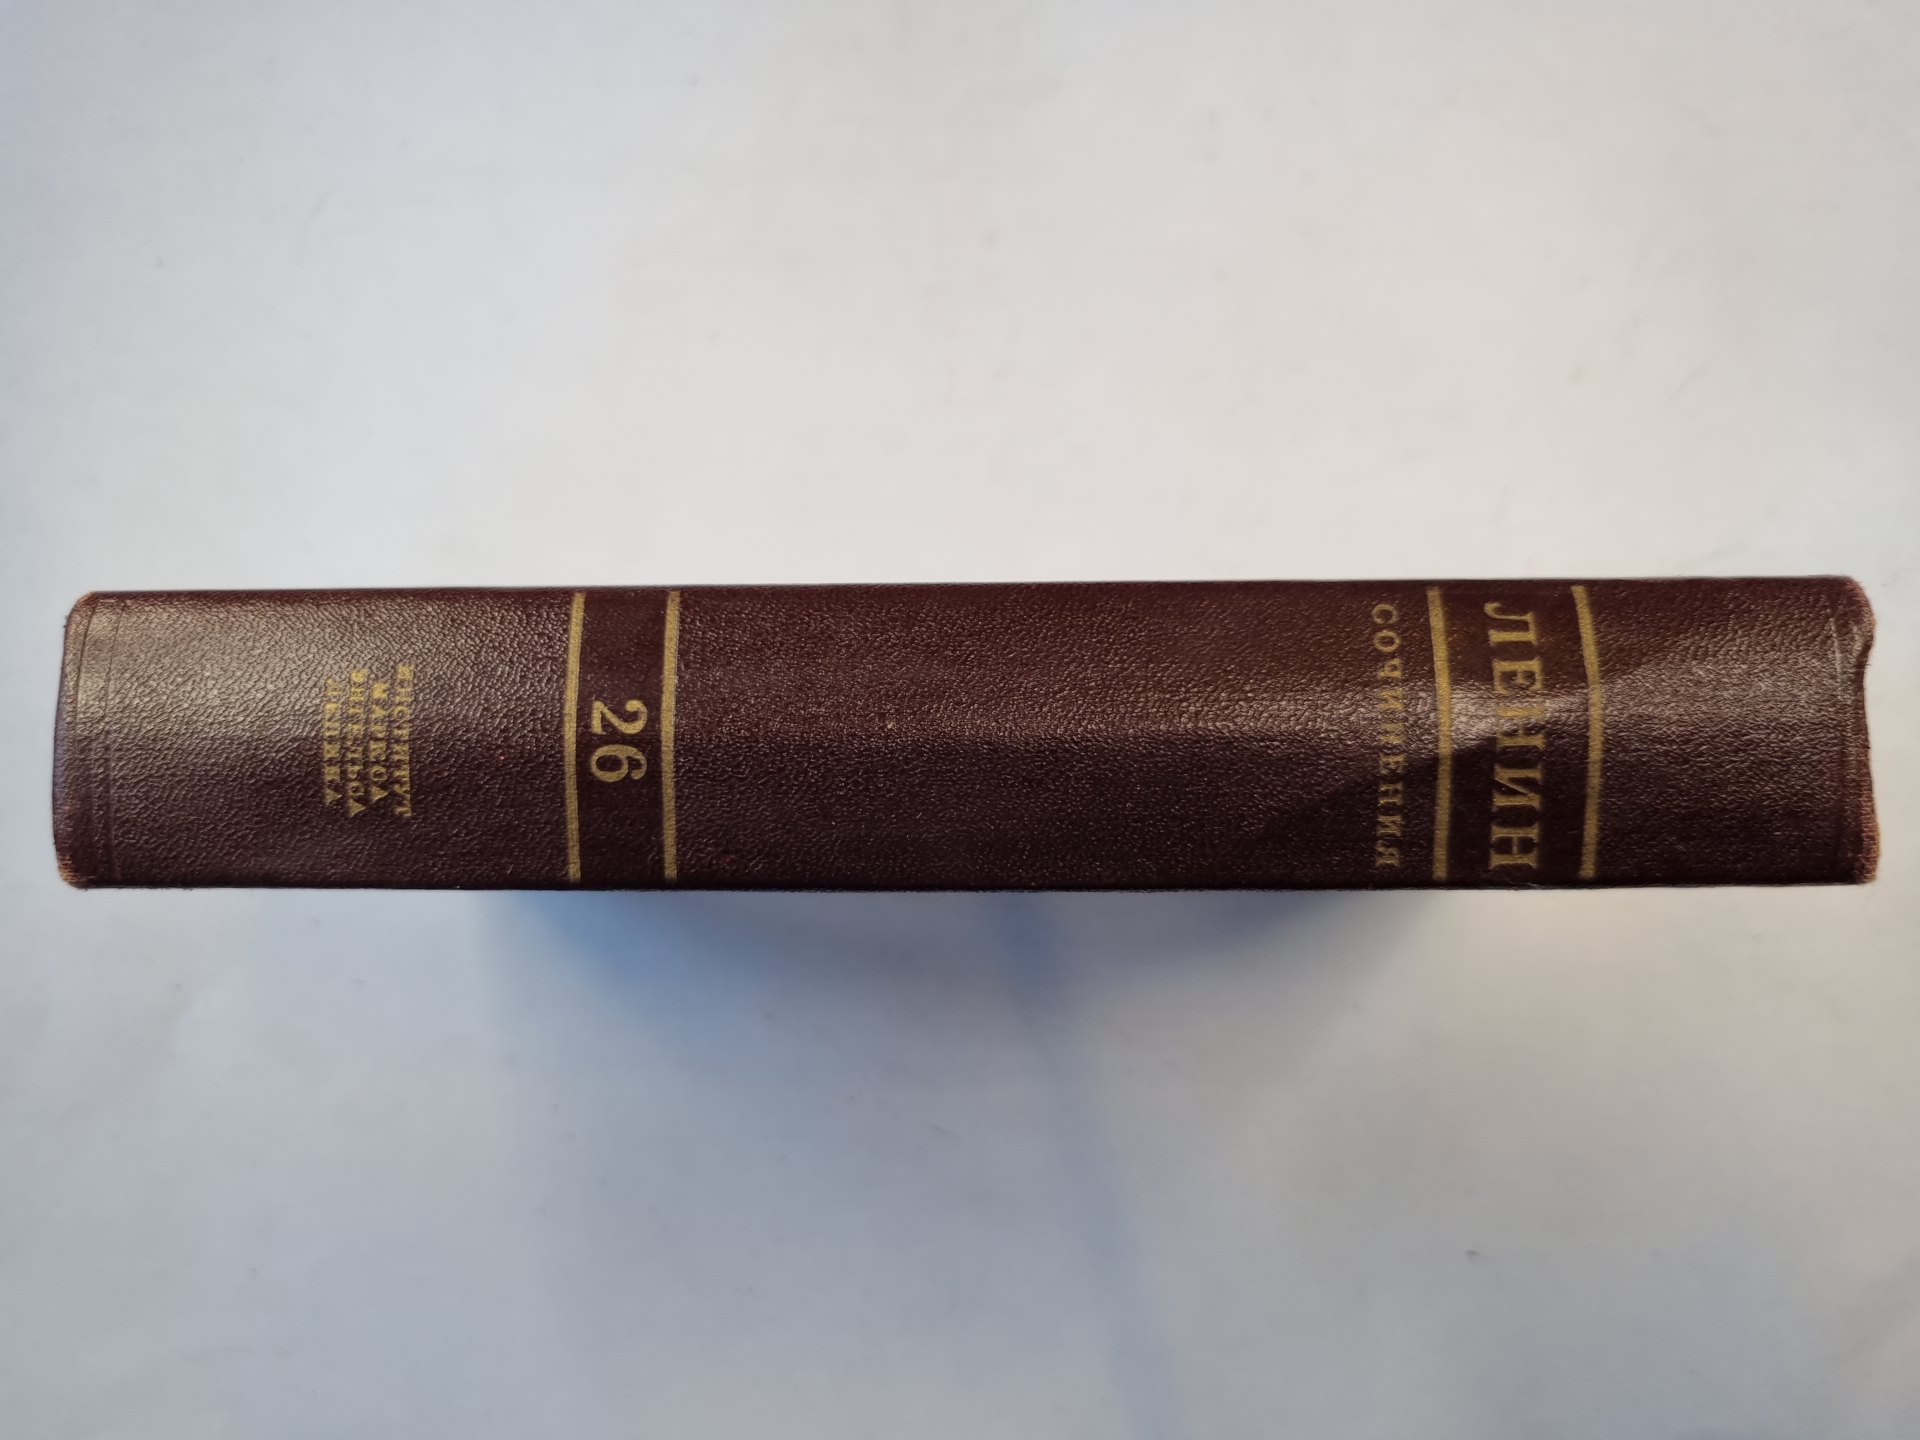 ЛЕНИН
СОЧИНЕНИЯ
26
ИНСТИТУТ
МАРКСА
ЭНГЕЛЬСА
ЛЕНИНА